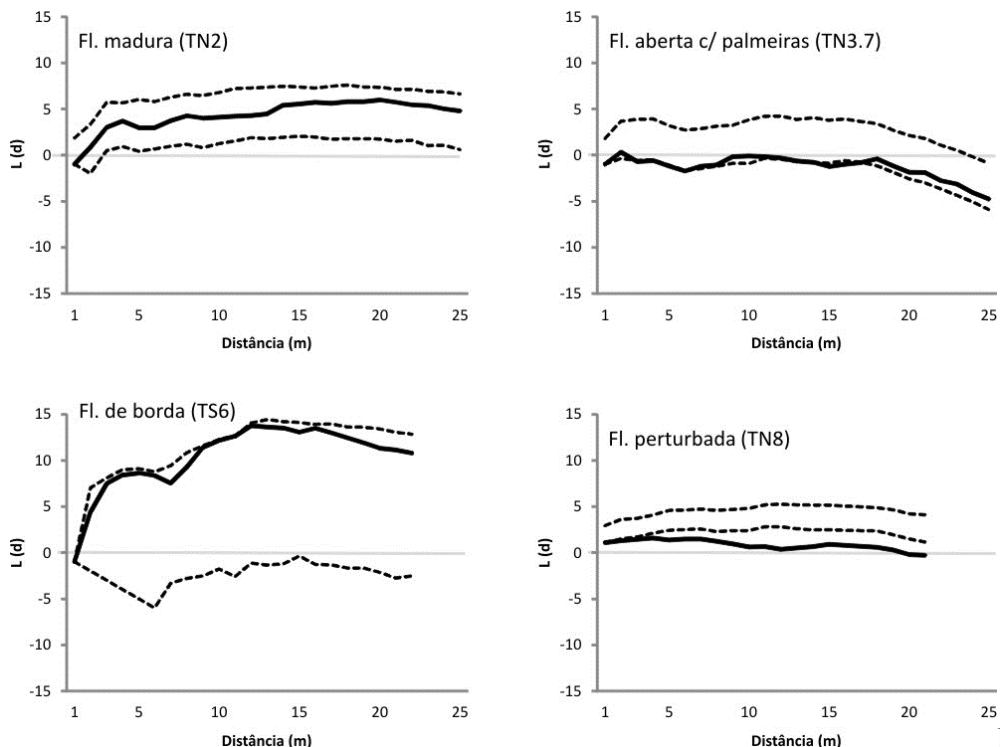 Fl. madura (TN2)
15
10
5
0
-5
-10
-15
L (d)
1 5 10 15 20 25
Distância (m)
Fl. aberta c/ palmeiras (TN3.7)
15
10
5
0
-5
-10
-15
L (d)
1 5 10 15 20 25
Distância (m)
Fl. de borda (TS6)
15
10
5
0
-5
-10
-15
L (d)
1 5 10 15 20 25
Distância (m)
Fl. perturbada (TN8)
15
10
5
0
-5
-10
-15
L (d)
1 5 10 15 20 25
Distância (m)